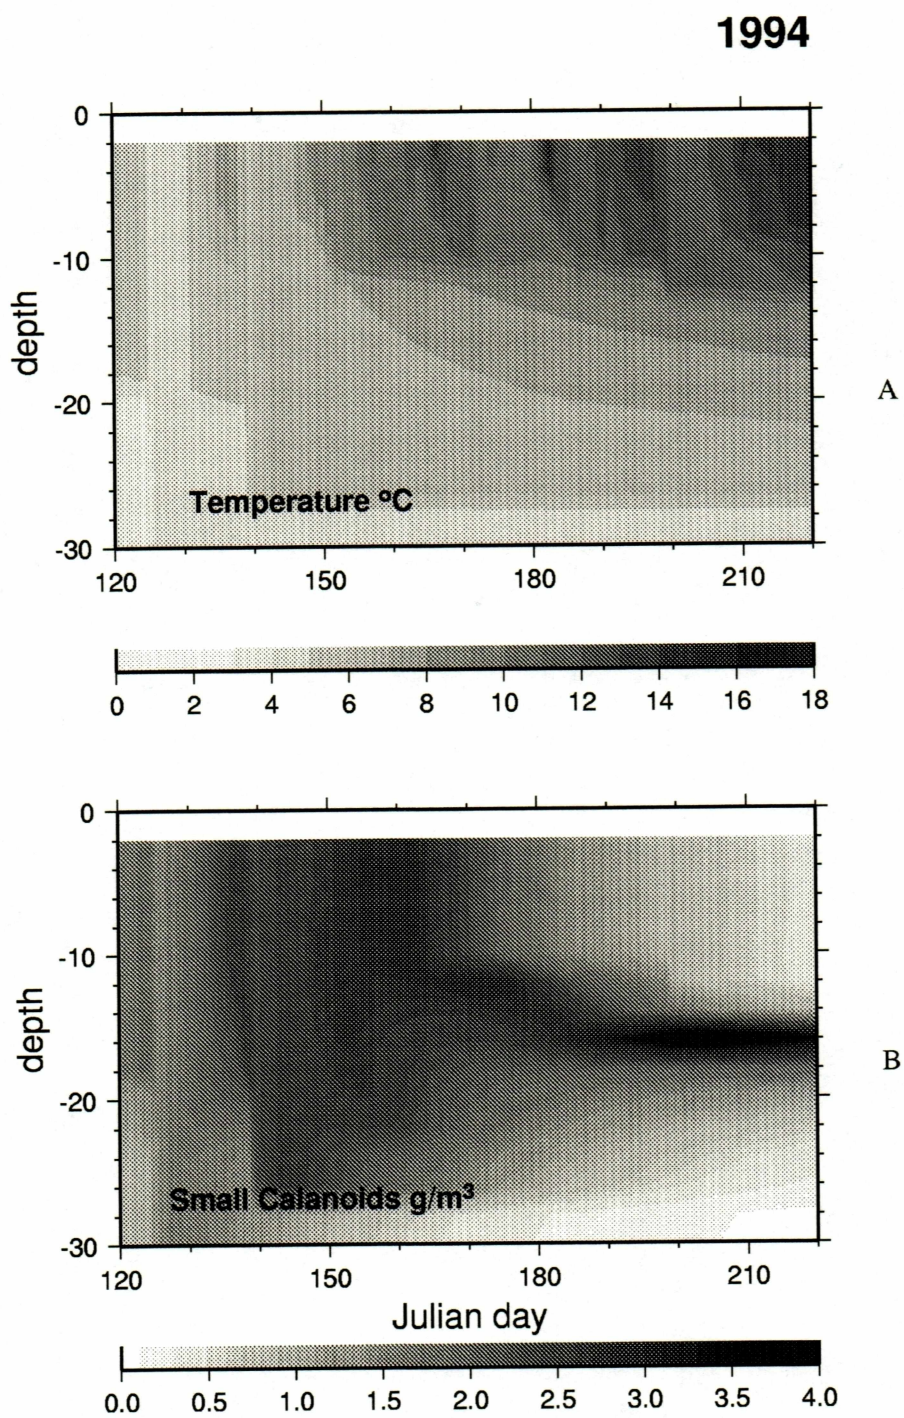 1994
0
-10
-20
-30
depth
Temperature ºC
120 150 180 210
A
0 2 4 6 8 10 12 14 16 18
0
-10
-20
-30
depth
Small Calanoids g/m³
120 150 180 210
B
Julian day
0.0 0.5 1.0 1.5 2.0 2.5 3.0 3.5 4.0